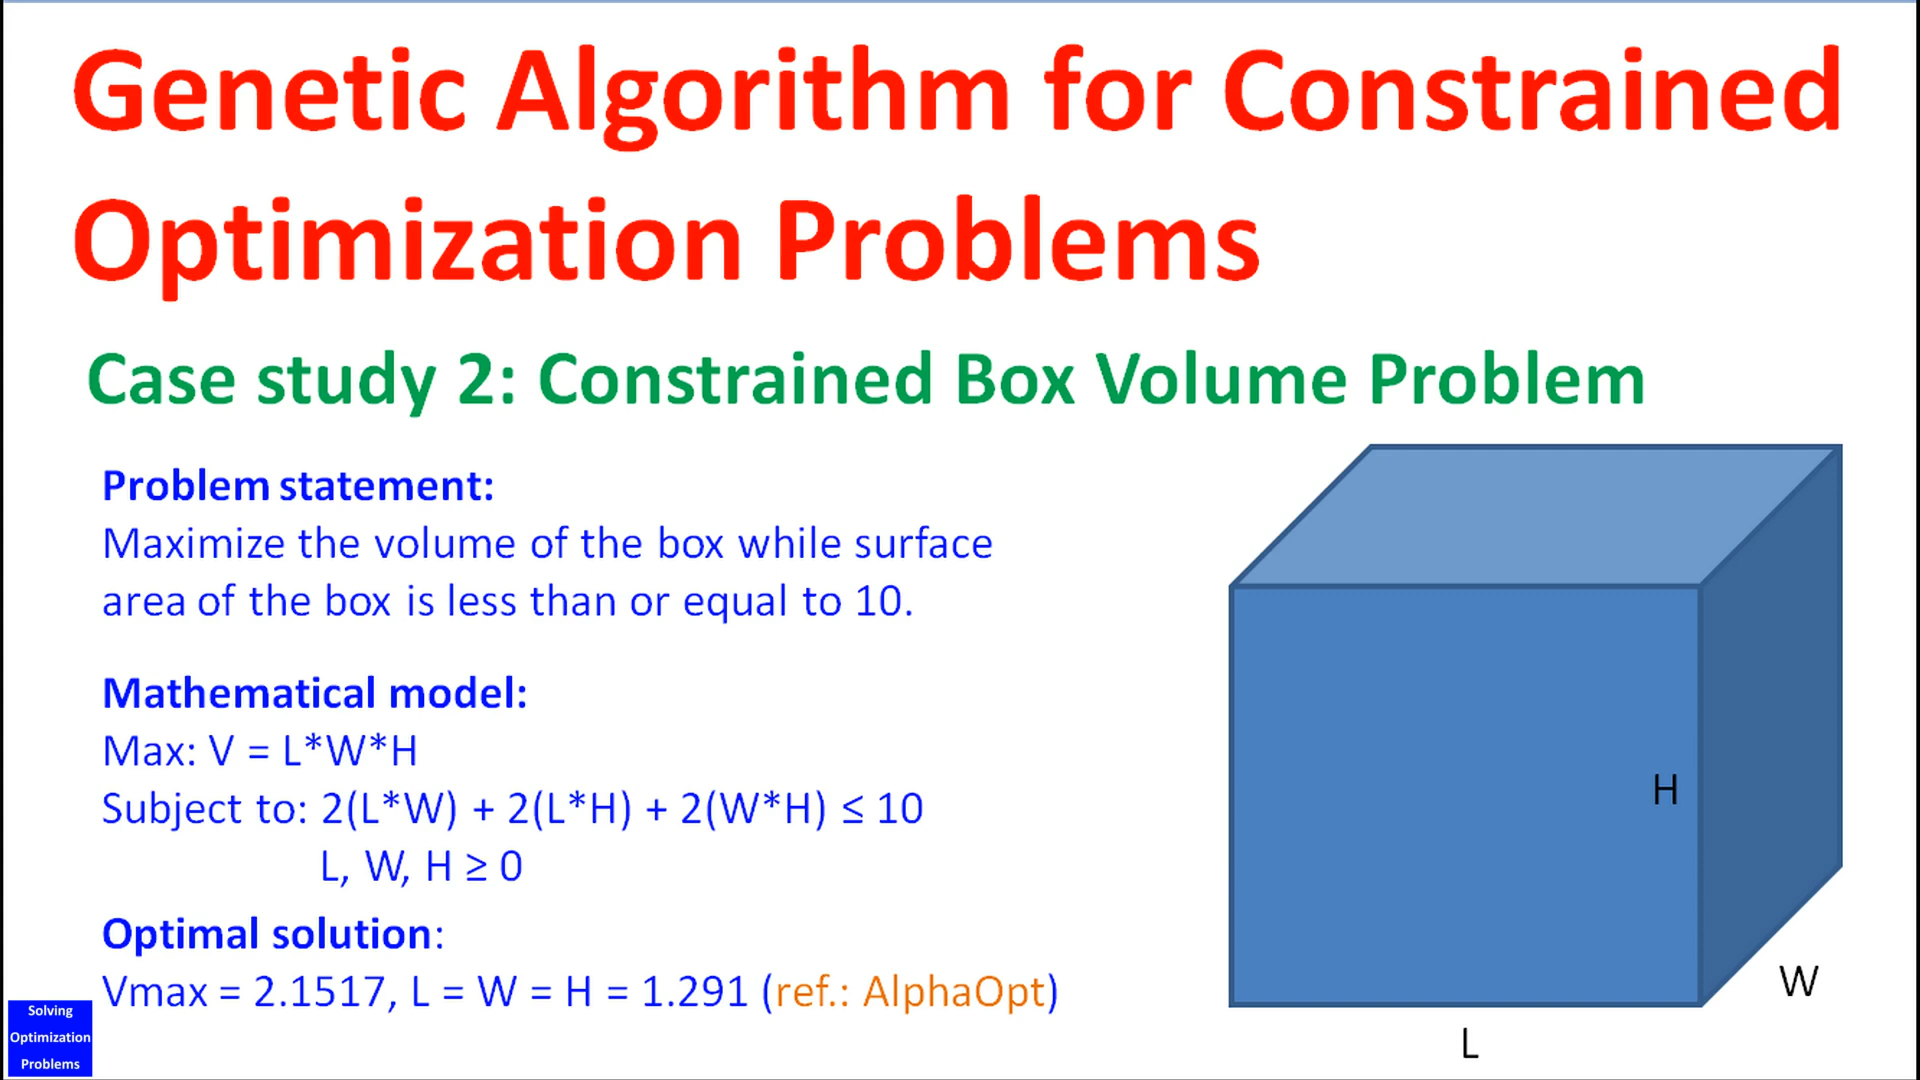 Genetic Algorithm for Constrained
Optimization Problems
Case study 2: Constrained Box Volume Problem
Problem statement:
Maximize the volume of the box while surface
area of the box is less than or equal to 10.
Mathematical model:
Max: V = L*W*H
Subject to: 2(L*W) + 2(L*H) + 2(W*H) ≤ 10
L, W, H ≥ 0
Optimal solution:
Vmax = 2.1517, L = W = H = 1.291 (ref.: AlphaOpt)
H
W
L
Solving
Optimization
Problems